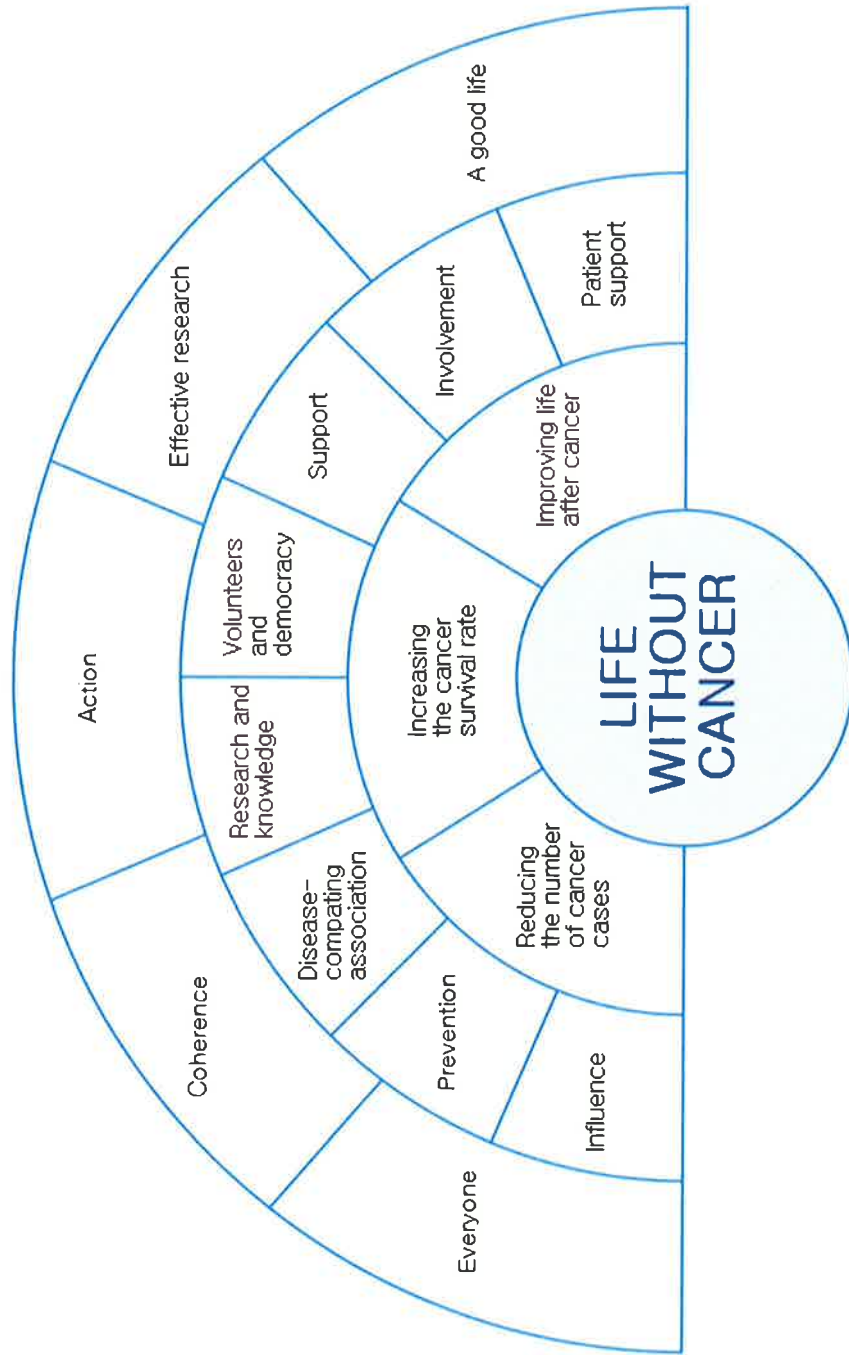 Everyone
Coherence
Action
Effective research
A good life
Influence
Prevention
Disease-
compating
association
Research and
knowledge
Volunteers
and
democracy
Support
Involvement
Patient
support
Reducing
the number
of cancer
cases
Increasing
the cancer
survival rate
Improving life
after cancer
LIFE
WITHOUT
CANCER